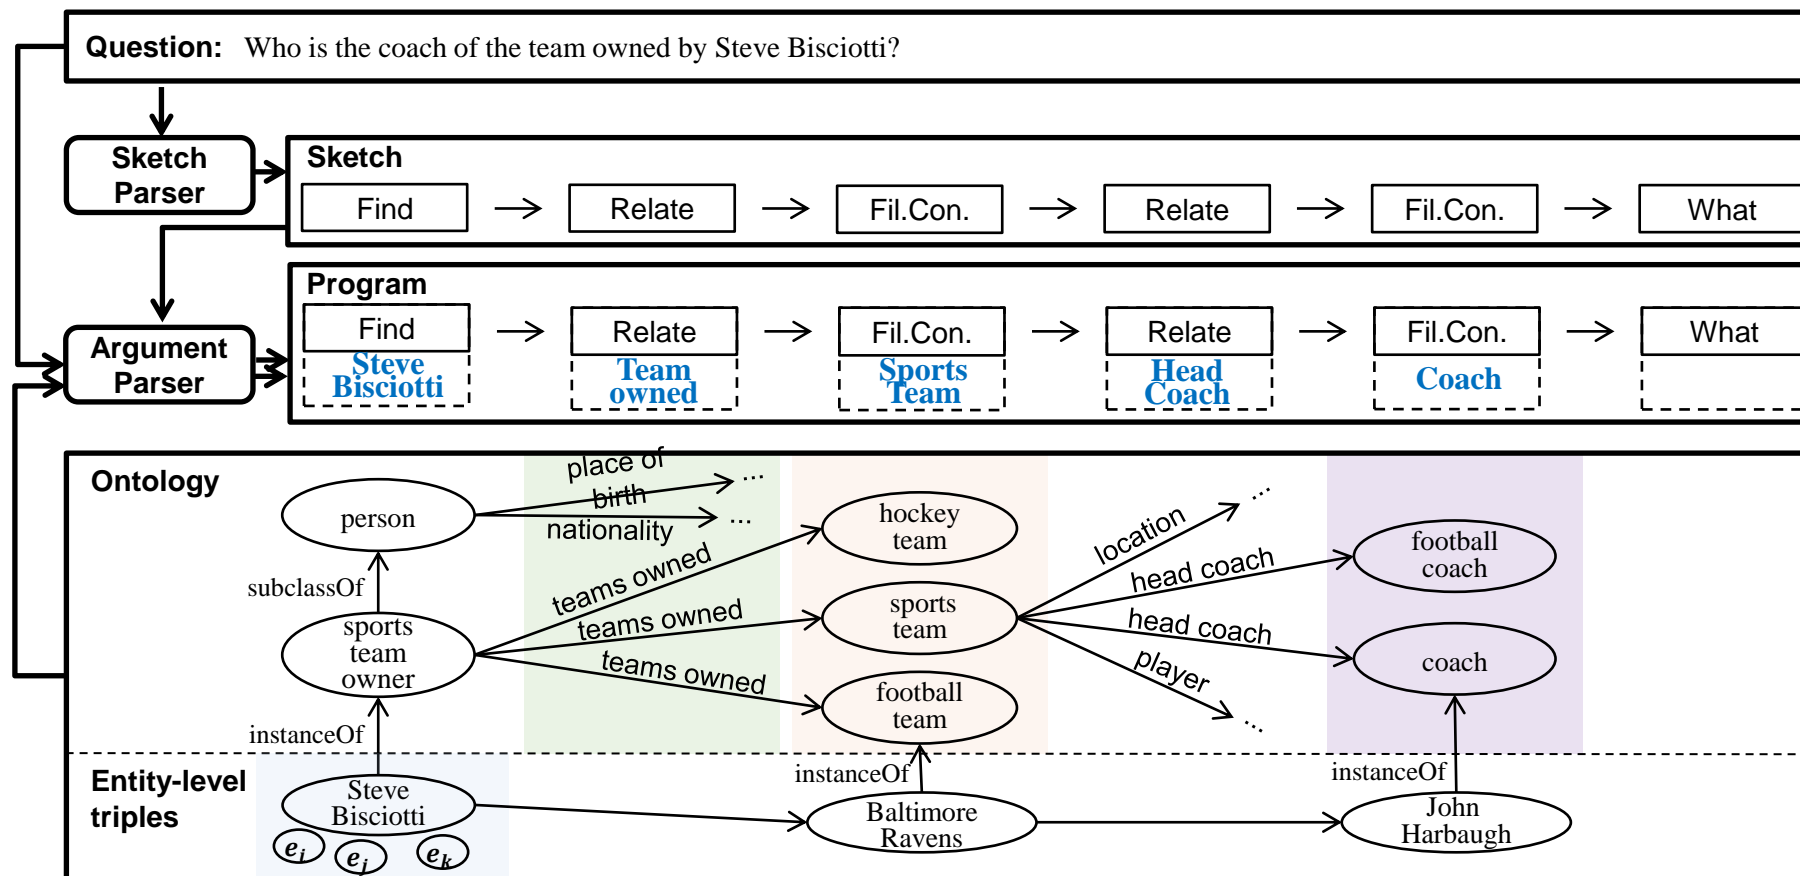 Question: Who is the coach of the team owned by Steve Bisciotti?
Sketch
Parser
Sketch
Find
Relate
Fil.Con.
Relate
Fil.Con.
What
Argument
Parser
Program
Find
Steve
Bisciotti
Relate
Team
owned
Fil.Con.
Sports
Team
Relate
Head
Coach
Fil.Con.
Coach
What
Ontology
person
subclassOf
sports
team
owner
instanceOf
place of
birth
...
nationality
...
teams owned
teams owned
teams owned
hockey
team
sports
team
football
team
location
...
head coach
head coach
player
...
football
coach
coach
Entity-level
triples
Steve
Bisciotti
e_i
e_j
e_k
instanceOf
Baltimore
Ravens
instanceOf
John
Harbaugh